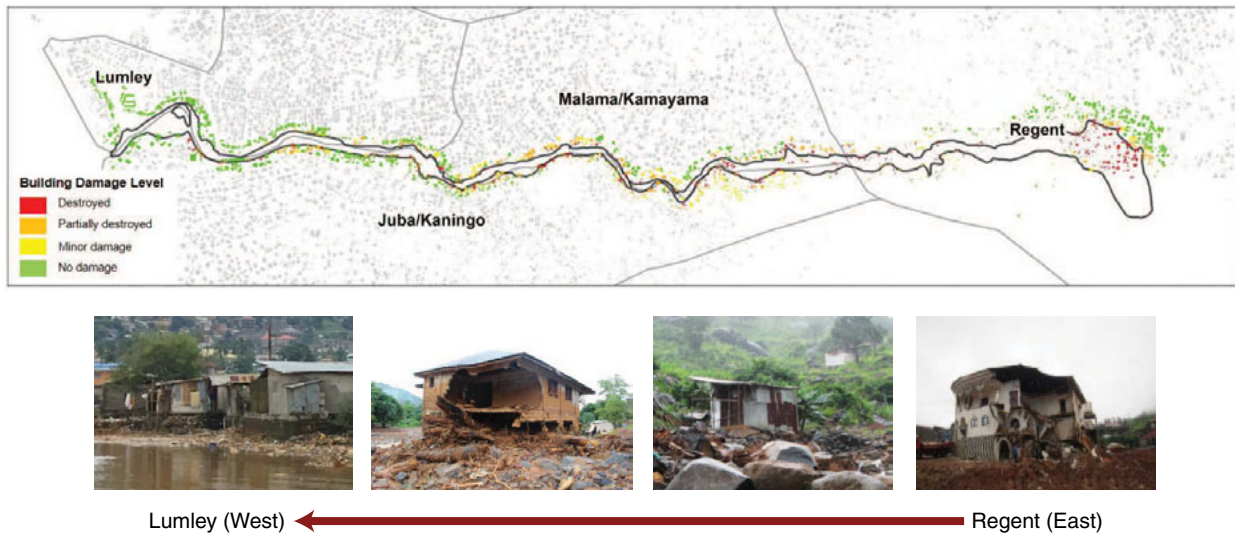 Lumley
Malama/Kamayama
Regent
Juba/Kaningo
Building Damage Level
Destroyed
Partially destroyed
Minor damage
No damage
Lumley (West)
Regent (East)